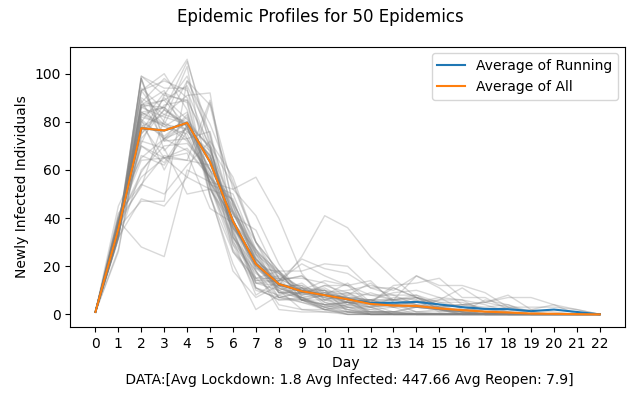 Epidemic Profiles for 50 Epidemics
Average of Running
Average of All
Newly Infected Individuals
100
80
60
40
20
0
0 1 2 3 4 5 6 7 8 9 10 11 12 13 14 15 16 17 18 19 20 21 22
Day
DATA:[Avg Lockdown: 1.8 Avg Infected: 447.66 Avg Reopen: 7.9]